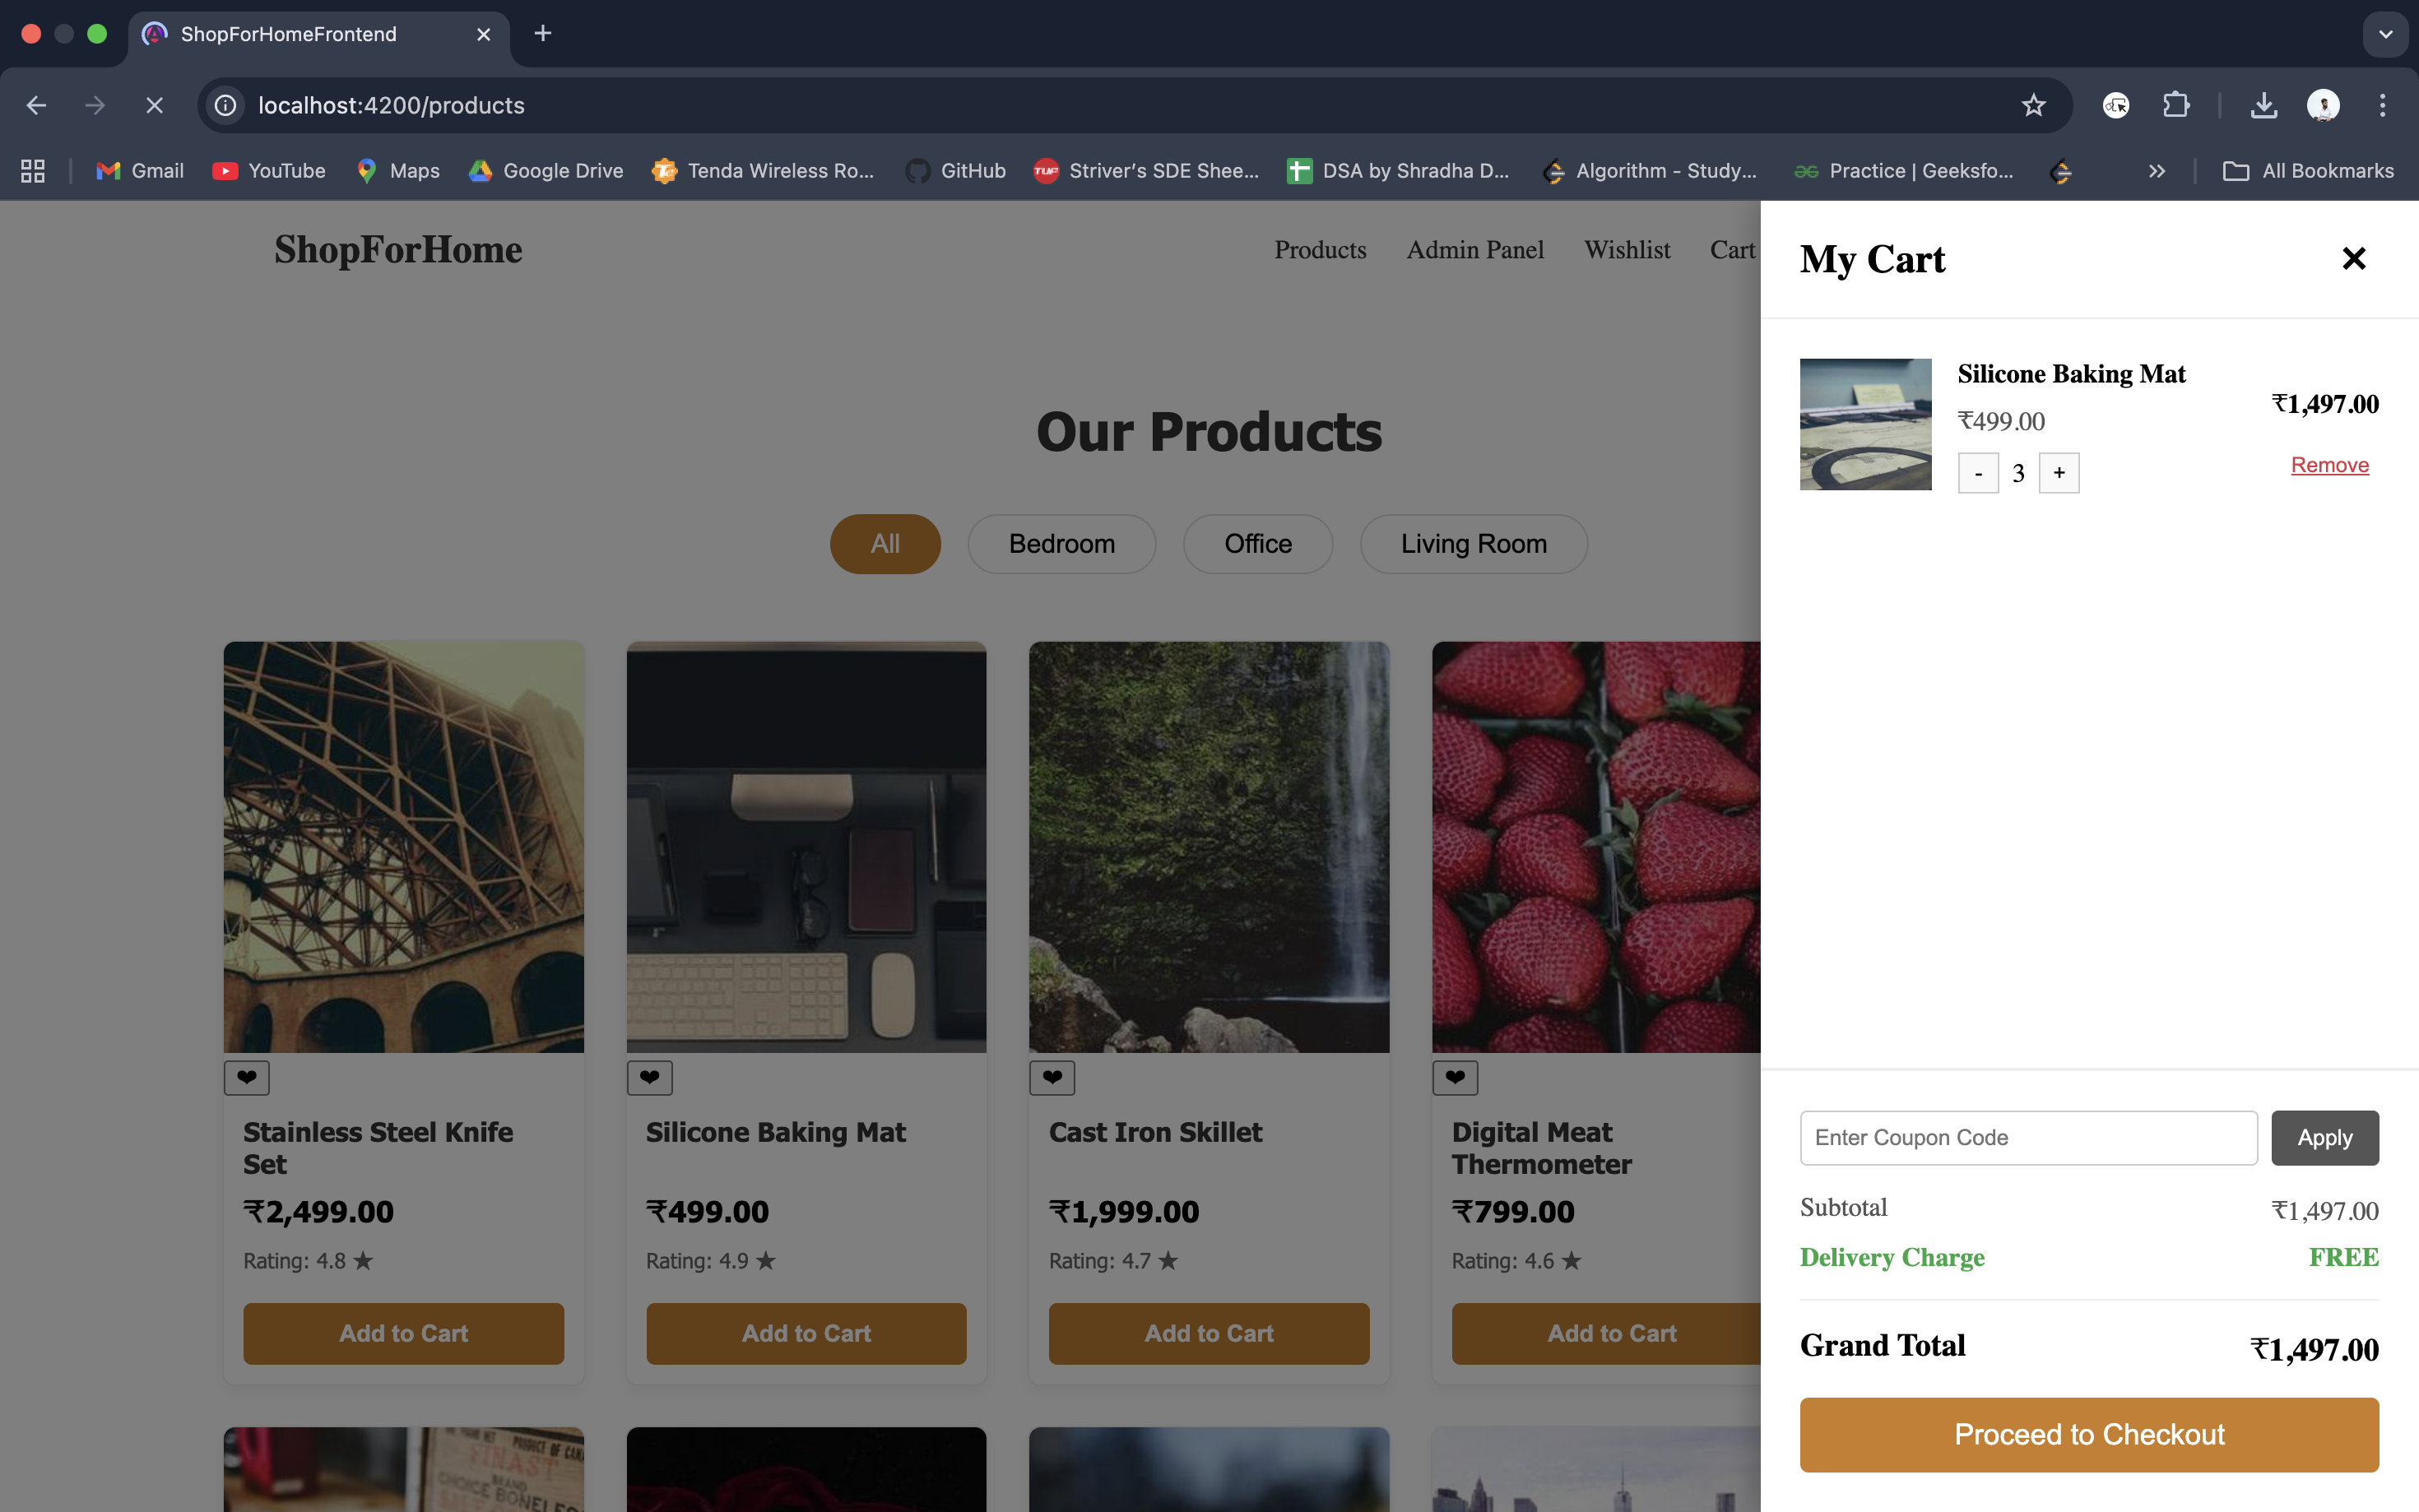 ShopForHomeFrontend
localhost:4200/products
Gmail
YouTube
Maps
Google Drive
Tenda Wireless Ro...
GitHub
TUF
Striver's SDE Shee...
DSA by Shradha D...
Algorithm - Study...
Practice | Geeksfo...
All Bookmarks
ShopForHome
Products
Admin Panel
Wishlist
Cart
Our Products
All
Bedroom
Office
Living Room
Stainless Steel Knife
Set
₹2,499.00
Rating: 4.8 ★
Add to Cart
Silicone Baking Mat
₹499.00
Rating: 4.9 ★
Add to Cart
Cast Iron Skillet
₹1,999.00
Rating: 4.7 ★
Add to Cart
Digital Meat
Thermometer
₹799.00
Rating: 4.6 ★
Add to Cart
PRODUCT OF
FINAST
BRAND
CHOICE
My Cart
Silicone Baking Mat
₹499.00
- 3 +
₹1,497.00
Remove
Enter Coupon Code
Apply
Subtotal ₹1,497.00
Delivery Charge FREE
Grand Total ₹1,497.00
Proceed to Checkout